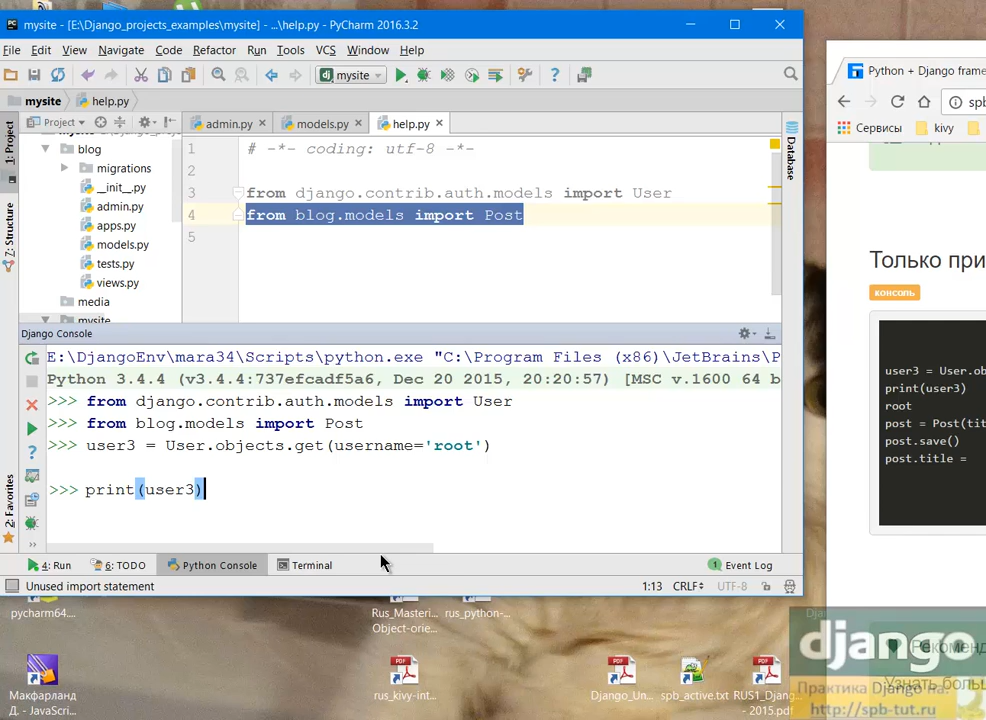 mysite - [E:\Django_projects_examples\mysite] - ...\help.py - PyCharm 2016.3.2
File Edit View Navigate Code Refactor Run Tools VCS Window Help
mysite
mysite help.py
Project
admin.py models.py help.py
1: Project
Z: Structure
2: Favorites
Database
blog
migrations
__init__.py
admin.py
apps.py
models.py
tests.py
views.py
media
mysite
1 # -*- coding: utf-8 -*-
2
3 from django.contrib.auth.models import User
4 from blog.models import Post
5
Django Console
E:\DjangoEnv\mara34\Scripts\python.exe "C:\Program Files (x86)\JetBrains\P
Python 3.4.4 (v3.4.4:737efcadf5a6, Dec 20 2015, 20:20:57) [MSC v.1600 64 b
>>> from django.contrib.auth.models import User
>>> from blog.models import Post
>>> user3 = User.objects.get(username='root')
>>> print(user3)
4: Run 6: TODO Python Console Terminal Event Log
Unused import statement 1:13 CRLF UTF-8
Python + Django frame
spb
Сервисы kivy
Только при
консоль
user3 = User.ob
print(user3)
root
post = Post(tit
post.save()
post.title =
pycharm64...
Rus_Masteri...
Object-orie...
rus_python-...
Макфарланд
Д. - JavaScri...
rus_kivy-int...
Django_Un...
spb_active.txt
RUS1_Djang...
- 2015.pdf
django
Рекоменд
Узнать больш
Практика Django на:
http://spb-tut.ru